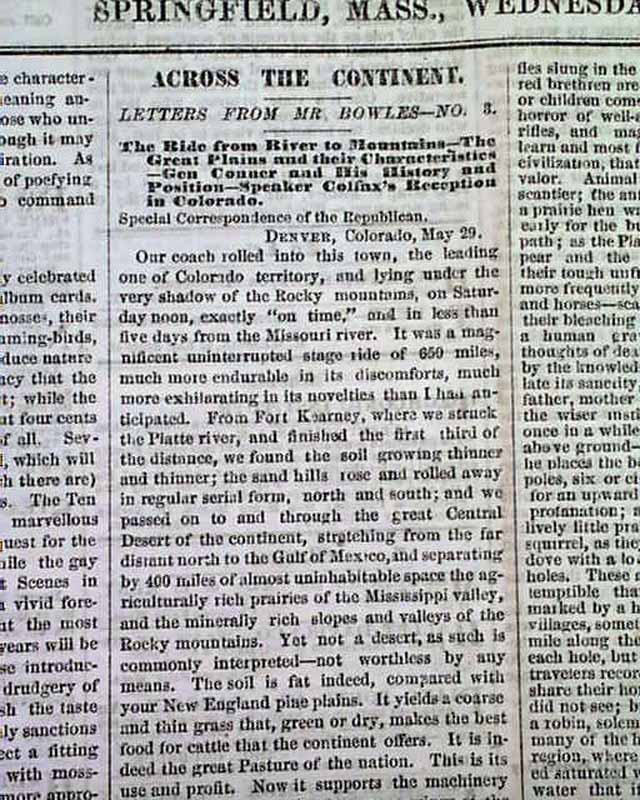 SPRINGFIELD, MASS., WEDNESDA
e character-
eaning an-
ose who un-
ough it may
iration. As
of poefying
o command
y celebrated
album cards.
nosses, their
ming-birds,
duce nature
ncy that the
t; while the
at four cents
of all. Sev-
l, which will
h there are)
s. The Ten
marvellous
quest for the
ile the gay
t Scenes in
a vivid fore-
nt the most
years will be
se introduc-
drudgery of
sh the taste
ly sanctions
ect a fitting
with moss-
more appro-
ACROSS THE CONTINENT.
LETTERS FROM MR. BOWLES—NO. 3.
The Ride from River to Mountains—The
Great Plains and their Characteristics
—Gen Conner and His History and
Position—Speaker Colfax's Reception
in Colorado.
Special Correspondence of the Republican.
DENVER, Colorado, May 29.
Our coach rolled into this town, the leading
one of Colorado territory, and lying under the
very shadow of the Rocky mountains, on Satur-
day noon, exactly "on time," and in less than
five days from the Missouri river. It was a mag-
nificent uninterrupted stage ride of 650 miles,
much more endurable in its discomforts, much
more exhilarating in its novelties than I had an-
ticipated. From Fort Kearney, where we struck
the Platte river, and finished the first third of
the distance, we found the soil growing thinner
and thinner; the sand hills rose and rolled away
in regular serial form, north and south; and we
passed on to and through the great Central
Desert of the continent, stretching from the far
distant north to the Gulf of Mexico, and separating
by 400 miles of almost uninhabitable space the ag-
riculturally rich prairies of the Mississippi valley,
and the minerally rich slopes and valleys of the
Rocky mountains. Yet not a desert, as such is
commonly interpreted—not worthless by any
means. The soil is fat indeed, compared with
your New England pine plains. It yields a coarse
and thin grass that, green or dry, makes the best
food for cattle that the continent offers. It is in-
deed the great Pasture of the nation. This is its
use and profit. Now it supports the machinery
fles slung in the
red brethren are
or children com
horror of well-a
rifles, and ma
learn and most f
civilization, that
valor. Animal
scantier; the ant
a prairie hen wa
early for the bu
path; as the Pla
pear and the
their tough unfi
more frequently
and horses—sca
their bleaching
a human gra
thoughts of dea
by the knowled
late its sanctity
father, mother
the wiser inst
once in a while
above ground—
he places the b
poles, six or ei
for an upward
profanation; a
lively little pra
squirrel, as they
dove with a lo
holes. These
temptible tha
marked by a h
villages, somet
mile along the
each hole, but
travelers recor
share their ho
did not see; b
a robin, solem
many of the h
region, where
ed saturated
water that i